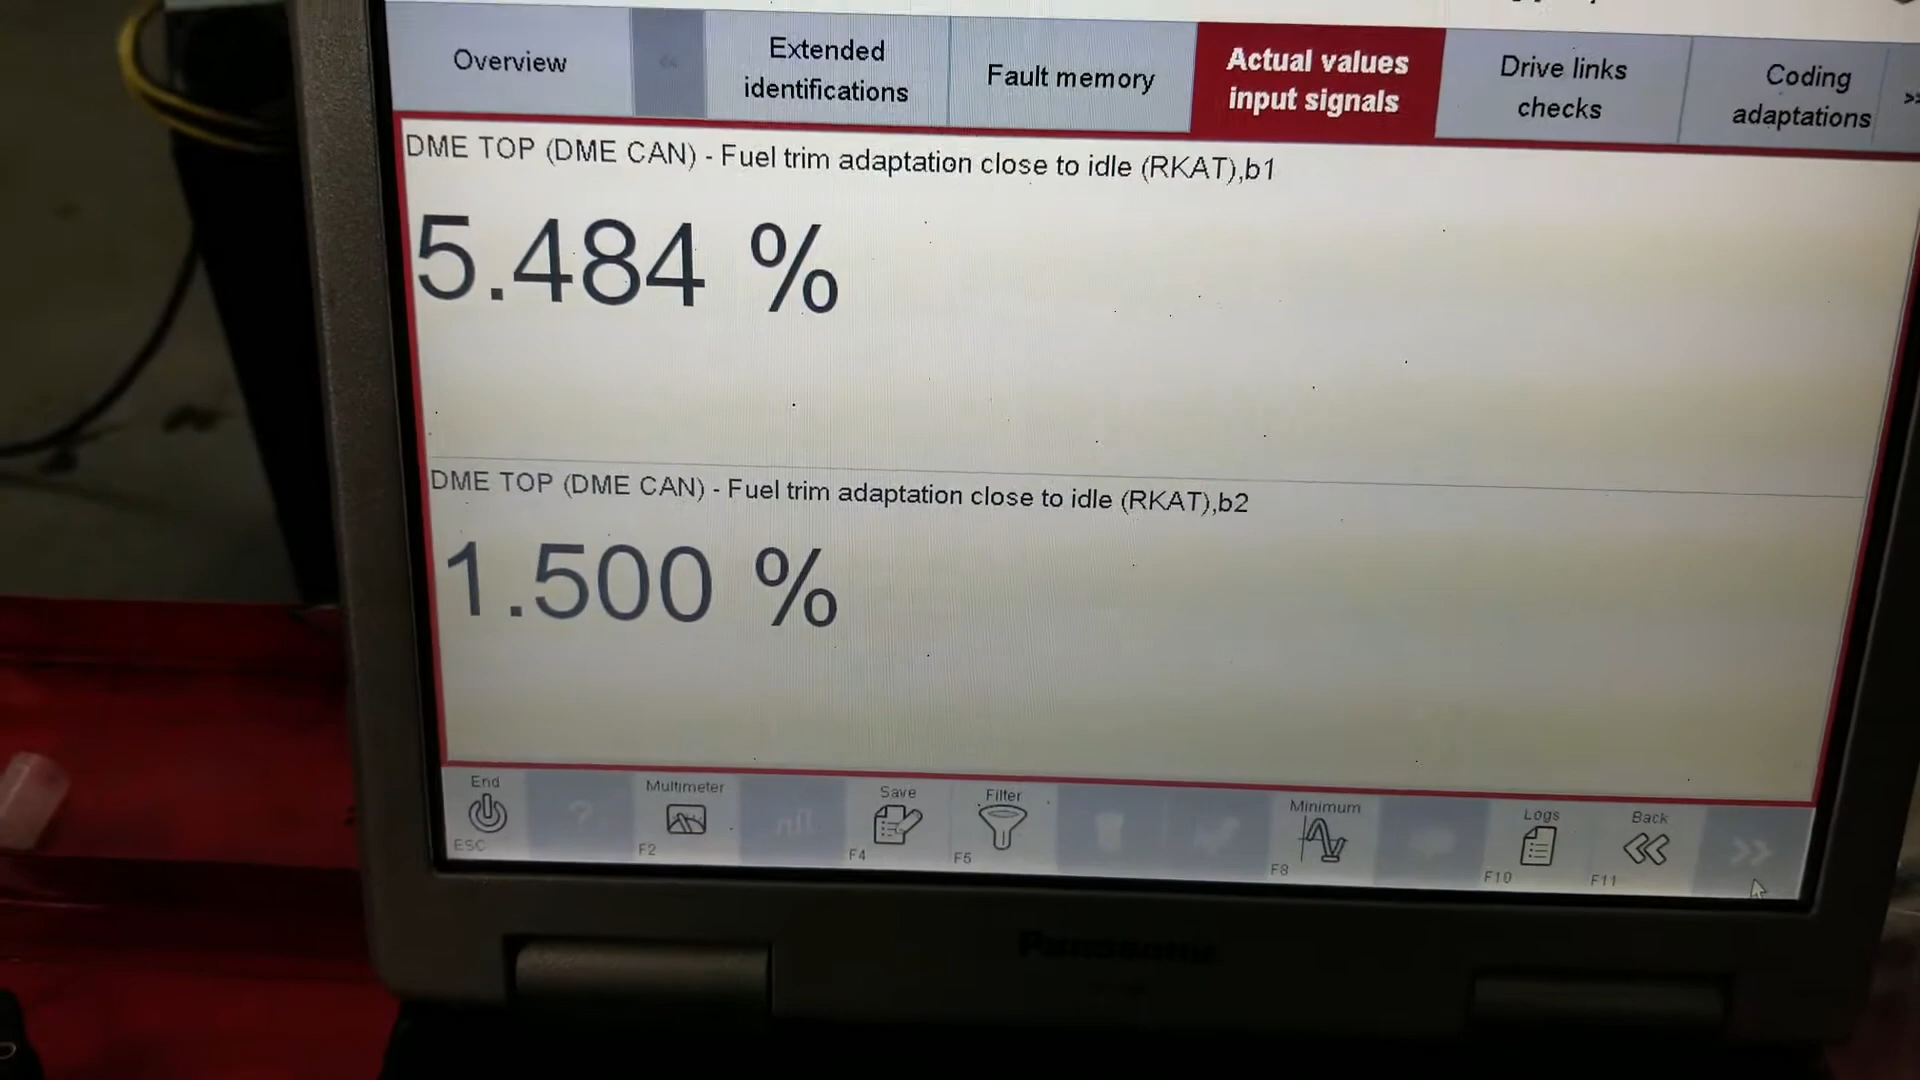 Overview
Extended
identifications
Fault memory
Actual values
input signals
Drive links
checks
Coding
adaptations
>>
DME TOP (DME CAN) - Fuel trim adaptation close to idle (RKAT),b1
5.484 %
DME TOP (DME CAN) - Fuel trim adaptation close to idle (RKAT),b2
1.500 %
End
ESC
?
Multimeter
F2
Save
F4
Filter
F5
Minimum
F8
Logs
F10
Back
F11
Panasonic